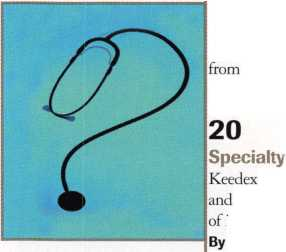 from
20
Specialty
Keedex
and
of
By